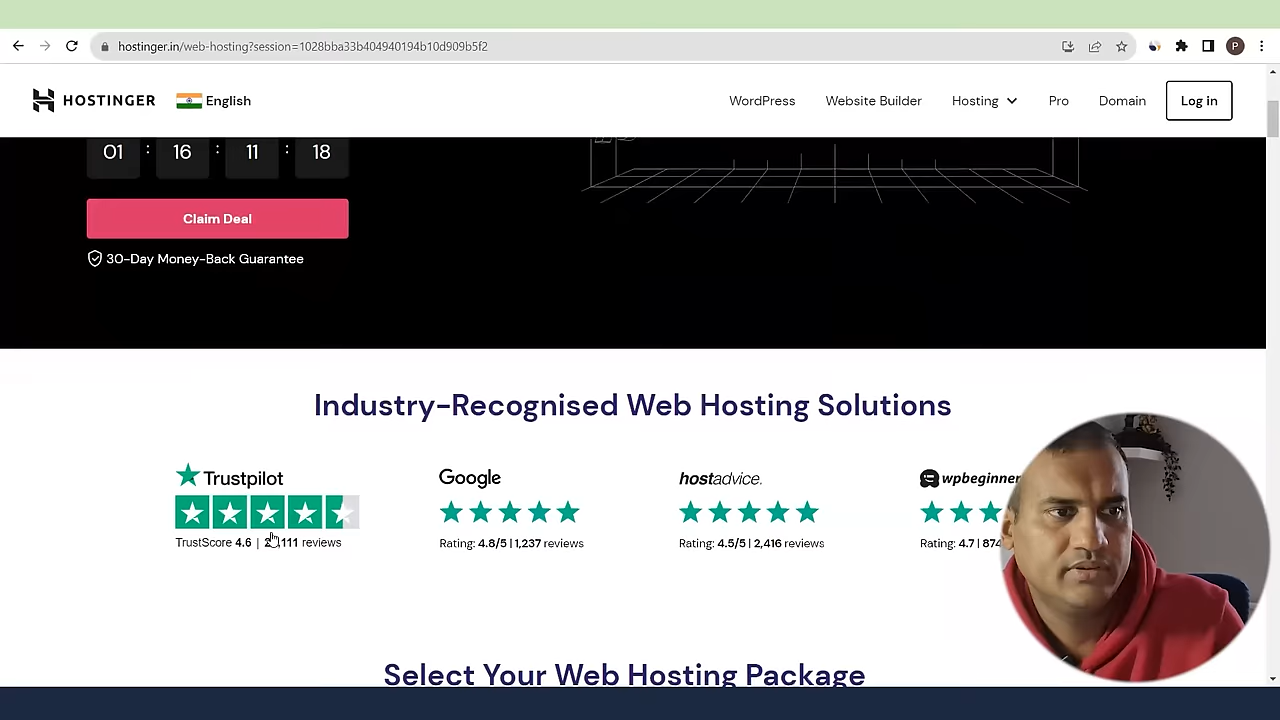 hostinger.in/web-hosting?session=1028bba33b404940194b10d909b5f2
P
HOSTINGER
English
WordPress
Website Builder
Hosting
Pro
Domain
Log in
01 : 16 : 11 : 18
Claim Deal
30-Day Money-Back Guarantee
Industry-Recognised Web Hosting Solutions
Trustpilot
TrustScore 4.6 | ,111 reviews
Google
Rating: 4.8/5 | 1,237 reviews
hostadvice.
Rating: 4.5/5 | 2,416 reviews
wpbeginner
Rating: 4.7 | 874
Select Your Web Hosting Package